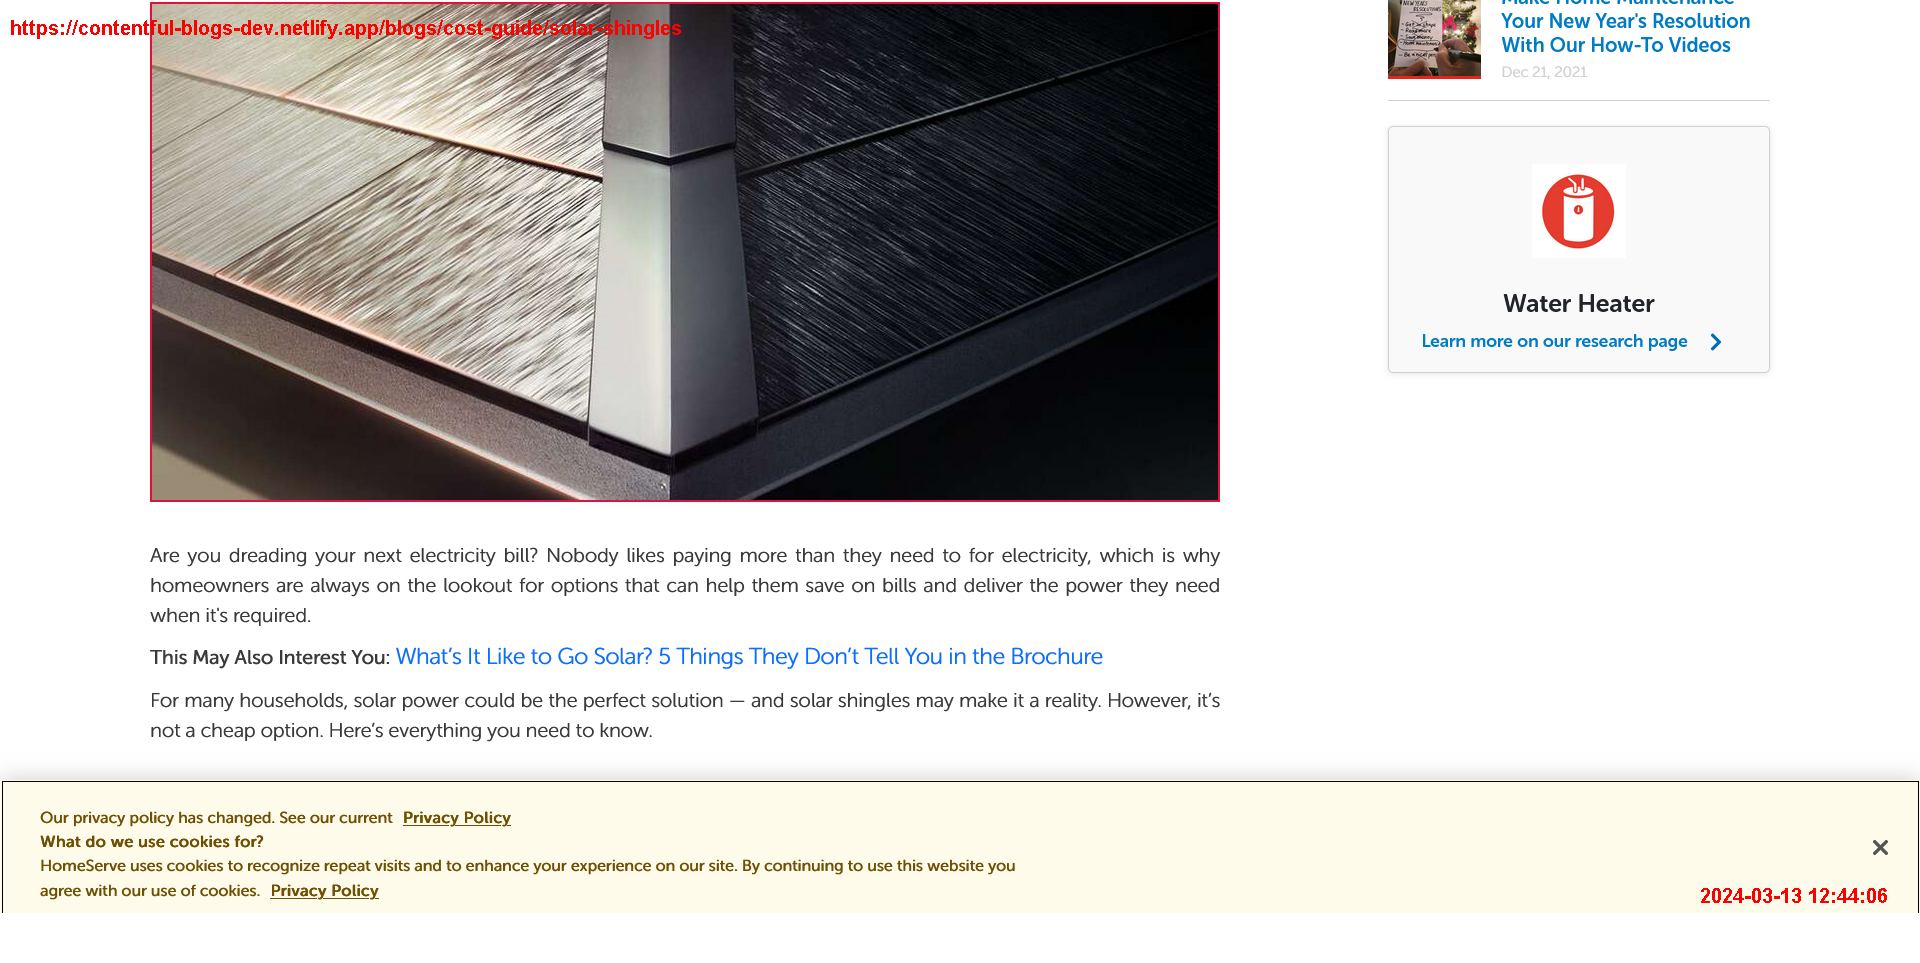 https://contentful-blogs-dev.netlify.app/blogs/cost-guide/solar-shingles
Make Home Maintenance
Your New Year's Resolution
With Our How-To Videos
Dec 21, 2021
Water Heater
Learn more on our research page
Are you dreading your next electricity bill? Nobody likes paying more than they need to for electricity, which is why
homeowners are always on the lookout for options that can help them save on bills and deliver the power they need
when it's required.
This May Also Interest You: What’s It Like to Go Solar? 5 Things They Don’t Tell You in the Brochure
For many households, solar power could be the perfect solution — and solar shingles may make it a reality. However, it’s
not a cheap option. Here’s everything you need to know.
Our privacy policy has changed. See our current Privacy Policy
What do we use cookies for?
HomeServe uses cookies to recognize repeat visits and to enhance your experience on our site. By continuing to use this website you
agree with our use of cookies. Privacy Policy
2024-03-13 12:44:06